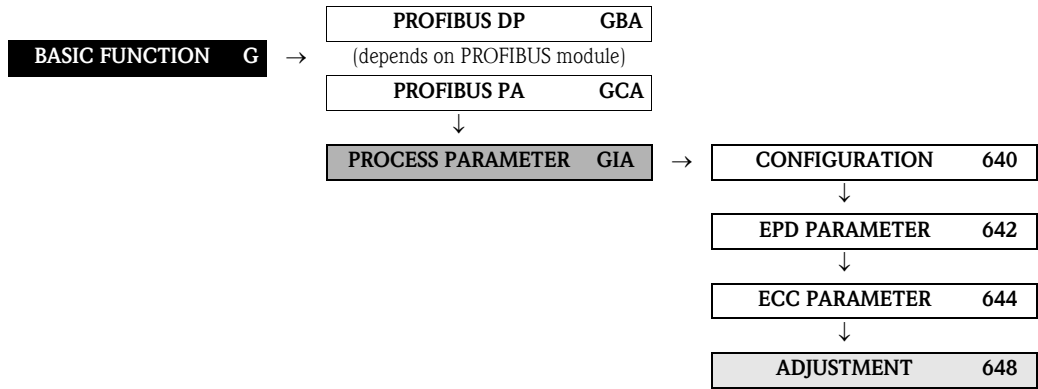 PROFIBUS DP GBA
BASIC FUNCTION G → (depends on PROFIBUS module)
PROFIBUS PA GCA
↓
PROCESS PARAMETER GIA → CONFIGURATION 640
↓
EPD PARAMETER 642
↓
ECC PARAMETER 644
↓
ADJUSTMENT 648